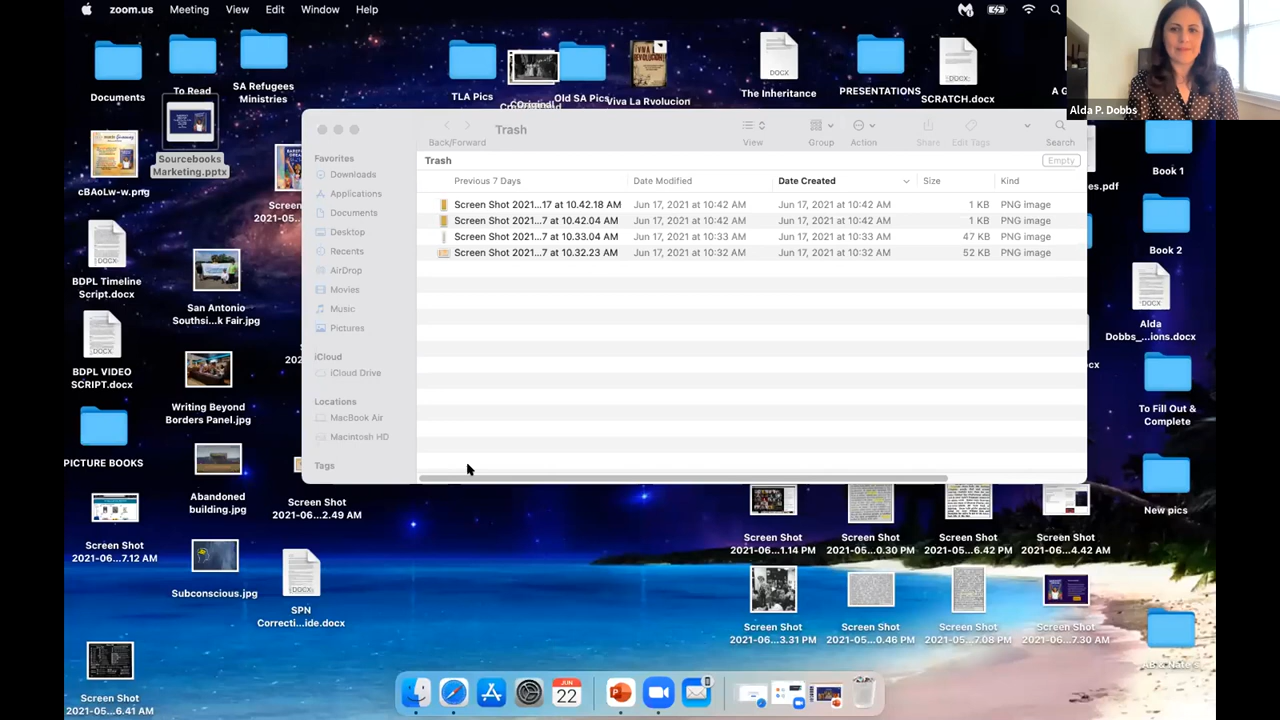 zoom.us Meeting View Edit Window Help
Alda P. Dobbs
Documents
To Read
SA Refugees
Ministries
TLA Pics
Old SA Pics
Viva La Rvolucion
The Inheritance
DOCX
PRESENTATIONS
SCRATCH.docx
DOCX
Sourcebooks
Marketing.pptx
cBAoLw-w.png
BDPL Timeline
Script.docx
DOCX
San Antonio
Southsi...k Fair.jpg
BDPL VIDEO
SCRIPT.docx
DOCX
Writing Beyond
Borders Panel.jpg
PICTURE BOOKS
Abandoned
building.jpg
Screen Shot
2021-06...2.49 AM
Screen Shot
2021-06...7.12 AM
Subconscious.jpg
SPN
Correcti...ide.docx
DOCX
Screen Shot
2021-05...6.41 AM
Trash
Back/Forward
View
Group
Action
Share
Edit Tags
Search
Trash
Empty
Favorites
Downloads
Applications
Documents
Desktop
Recents
AirDrop
Movies
Music
Pictures
iCloud
iCloud Drive
Locations
MacBook Air
Macintosh HD
Tags
Previous 7 Days Date Modified Date Created Size Kind
Screen Shot 2021...17 at 10.42.18 AM Jun 17, 2021 at 10:42 AM Jun 17, 2021 at 10:42 AM 1 KB PNG image
Screen Shot 2021...7 at 10.42.04 AM Jun 17, 2021 at 10:42 AM Jun 17, 2021 at 10:42 AM 1 KB PNG image
Screen Shot 2021...7 at 10.33.04 AM Jun 17, 2021 at 10:33 AM Jun 17, 2021 at 10:33 AM 47 KB PNG image
Screen Shot 2021...7 at 10.32.23 AM Jun 17, 2021 at 10:32 AM Jun 17, 2021 at 10:32 AM 52 KB PNG image
Book 1
Book 2
Alda
Dobbs_...ions.docx
DOCX
To Fill Out &
Complete
New pics
Screen Shot
2021-06...1.14 PM
Screen Shot
2021-05...0.30 PM
Screen Shot
2021-06...6.42 PM
Screen Shot
2021-06...4.42 AM
Screen Shot
2021-06...3.31 PM
Screen Shot
2021-05...0.46 PM
Screen Shot
2021-06...7.08 PM
Screen Shot
2021-06...7.30 AM
JUN
22